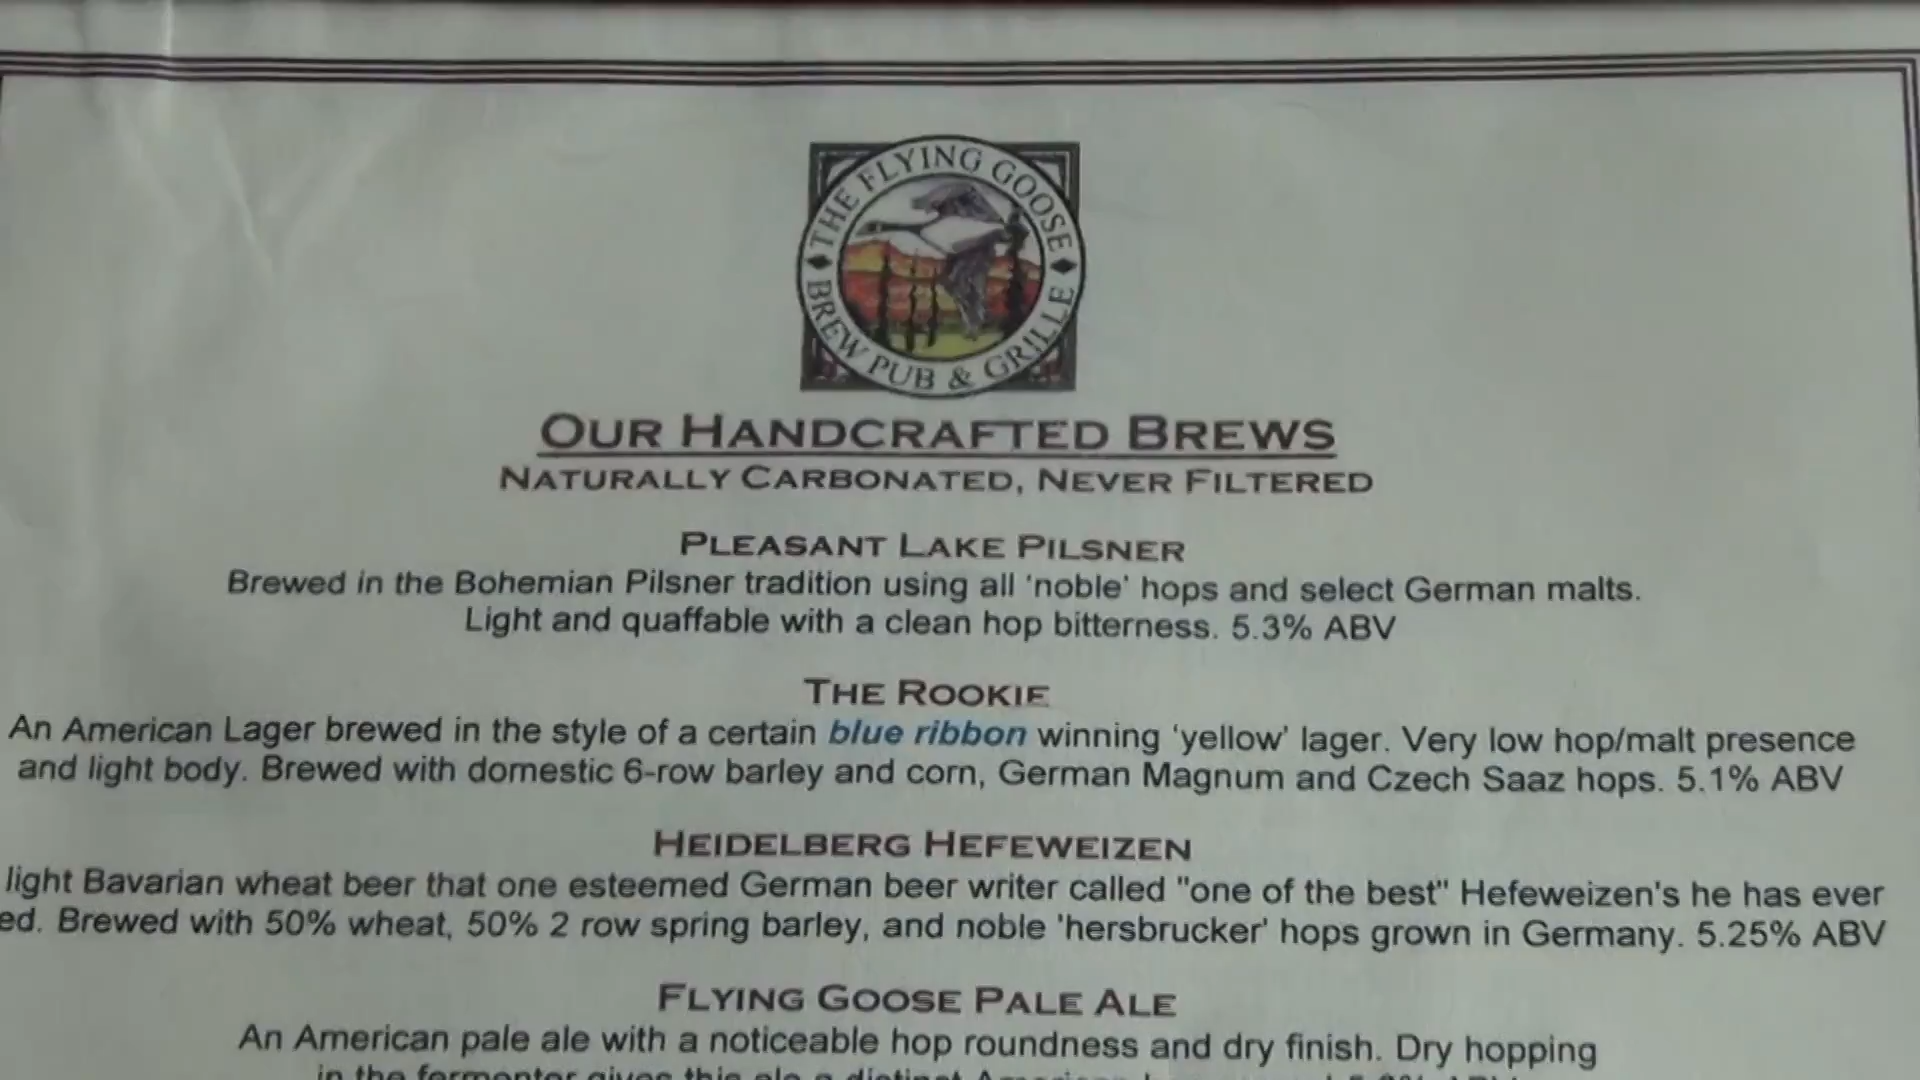 THE FLYING GOOSE
BREW PUB & GRILLE
OUR HANDCRAFTED BREWS
NATURALLY CARBONATED, NEVER FILTERED
PLEASANT LAKE PILSNER
Brewed in the Bohemian Pilsner tradition using all 'noble' hops and select German malts.
Light and quaffable with a clean hop bitterness. 5.3% ABV
THE ROOKIE
An American Lager brewed in the style of a certain blue ribbon winning 'yellow' lager. Very low hop/malt presence
and light body. Brewed with domestic 6-row barley and corn, German Magnum and Czech Saaz hops. 5.1% ABV
HEIDELBERG HEFEWEIZEN
light Bavarian wheat beer that one esteemed German beer writer called "one of the best" Hefeweizen's he has ever
ed. Brewed with 50% wheat, 50% 2 row spring barley, and noble 'hersbrucker' hops grown in Germany. 5.25% ABV
FLYING GOOSE PALE ALE
An American pale ale with a noticeable hop roundness and dry finish. Dry hopping
in the fermenter gives this ale a distinct